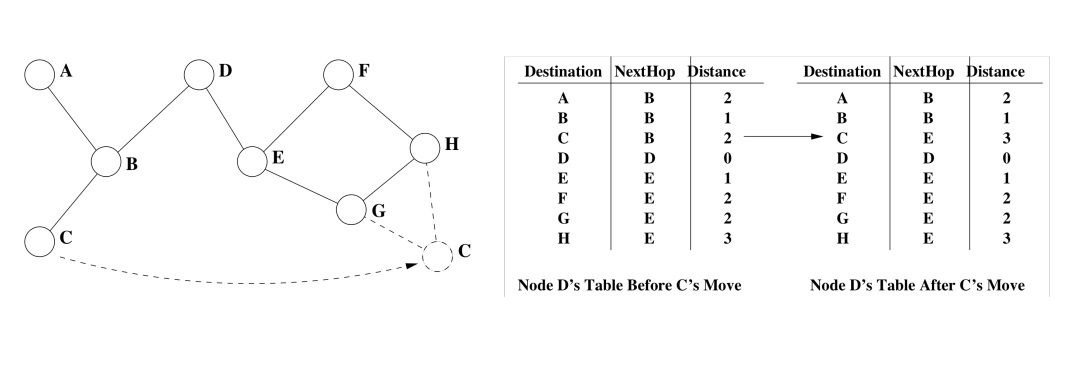 A
D
F
B
E
H
C
G
C
Destination NextHop Distance
A B 2
B B 1
C B 2
D D 0
E E 1
F E 2
G E 2
H E 3
Node D's Table Before C's Move
Destination NextHop Distance
A B 2
B B 1
C E 3
D D 0
E E 1
F E 2
G E 2
H E 3
Node D's Table After C's Move